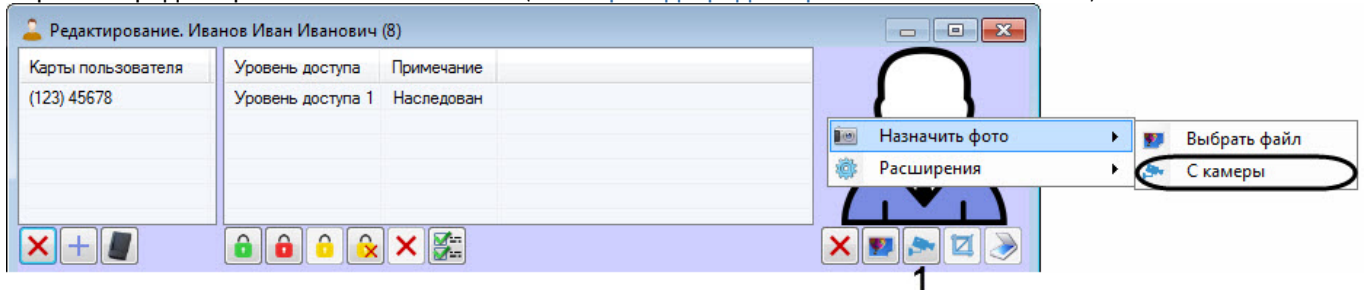 Редактирование. Иванов Иван Иванович (8)
Карты пользователя Уровень доступа Примечание
(123) 45678 Уровень доступа 1 Наследован
Назначить фото
Расширения
Выбрать файл
С камеры
1